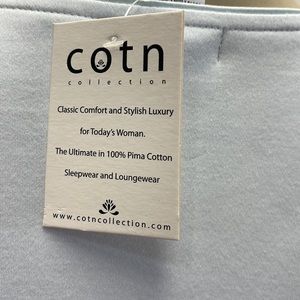 cotn
collection
Classic Comfort and Stylish Luxury
for Today's Woman.
The Ultimate in 100% Pima Cotton
Sleepwear and Loungewear
www.cotncollection.com